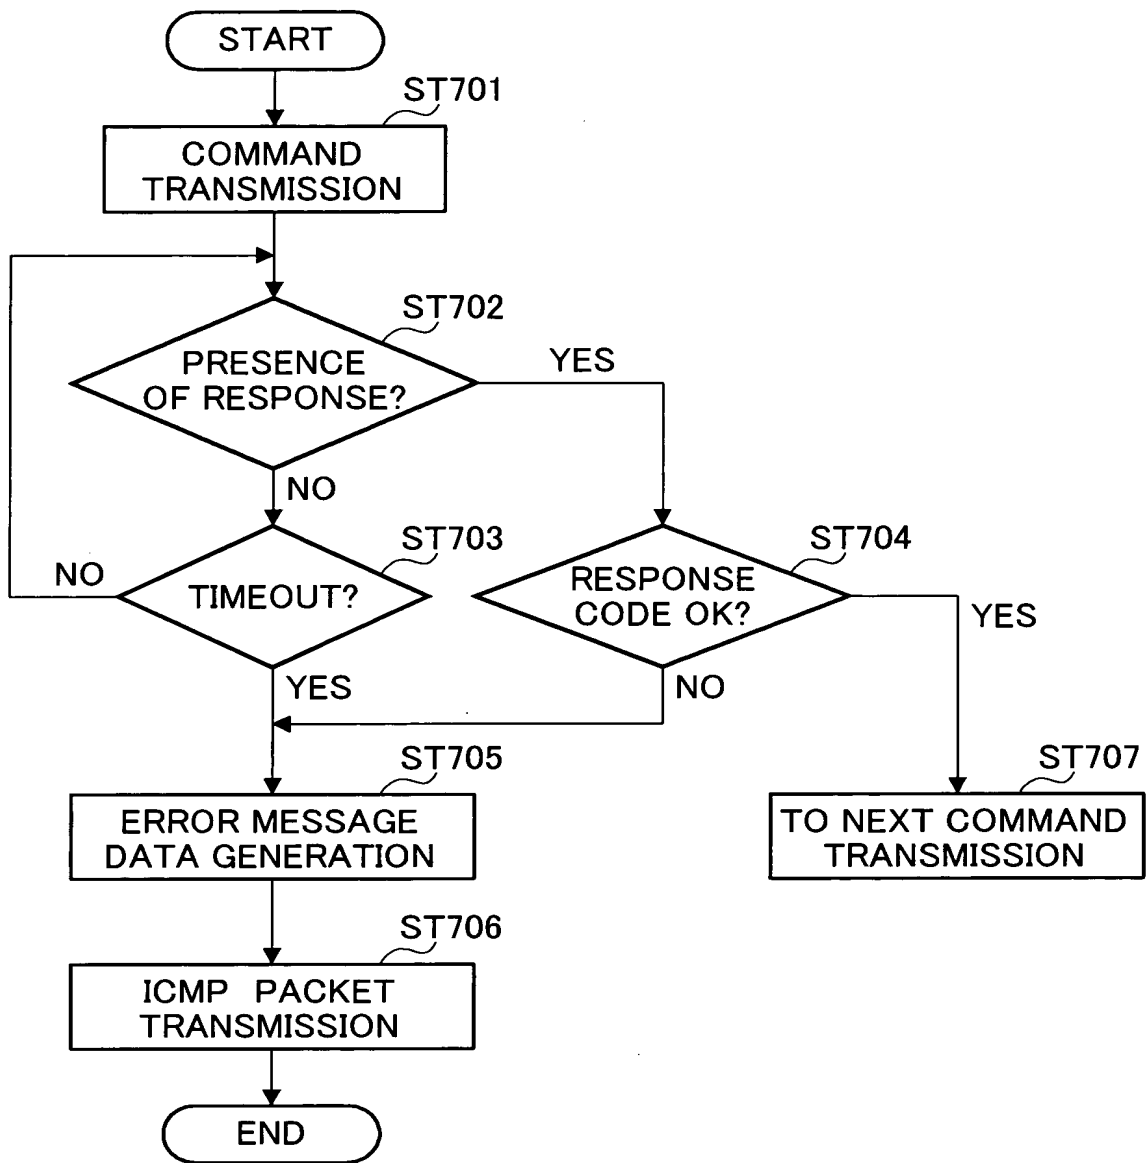 START
ST701
COMMAND
TRANSMISSION
ST702
PRESENCE
OF RESPONSE?
YES
NO
ST703
TIMEOUT?
NO
YES
ST704
RESPONSE
CODE OK?
YES
NO
ST705
ERROR MESSAGE
DATA GENERATION
ST707
TO NEXT COMMAND
TRANSMISSION
ST706
ICMP PACKET
TRANSMISSION
END